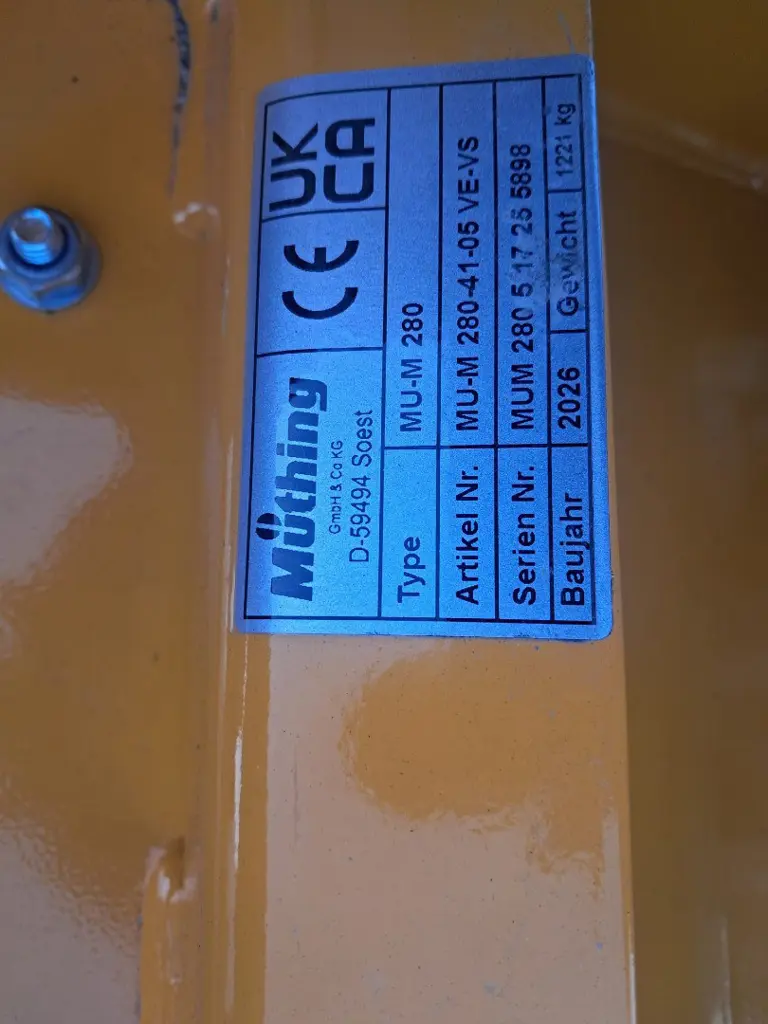 Müthing
GmbH & Co KG
D-59494 Soest
CE
UK
CA
Type MU-M 280
Artikel Nr. MU-M 280-41-05 VE-VS
Serien Nr. MUM 280 5 17 25 5898
Baujahr 2026 Gewicht 1221 kg